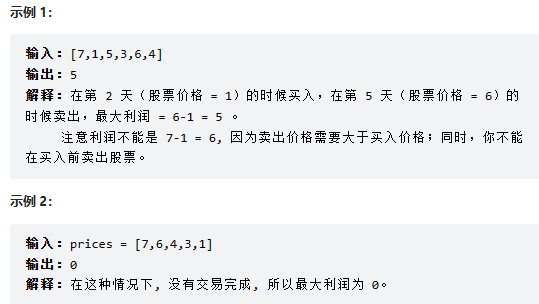 示例 1：
输入：[7,1,5,3,6,4]
输出：5
解释：在第 2 天（股票价格 = 1）的时候买入，在第 5 天（股票价格 = 6）的
时候卖出，最大利润 = 6-1 = 5 。
注意利润不能是 7-1 = 6, 因为卖出价格需要大于买入价格；同时，你不能
在买入前卖出股票。
示例 2：
输入：prices = [7,6,4,3,1]
输出：0
解释：在这种情况下, 没有交易完成, 所以最大利润为 0。